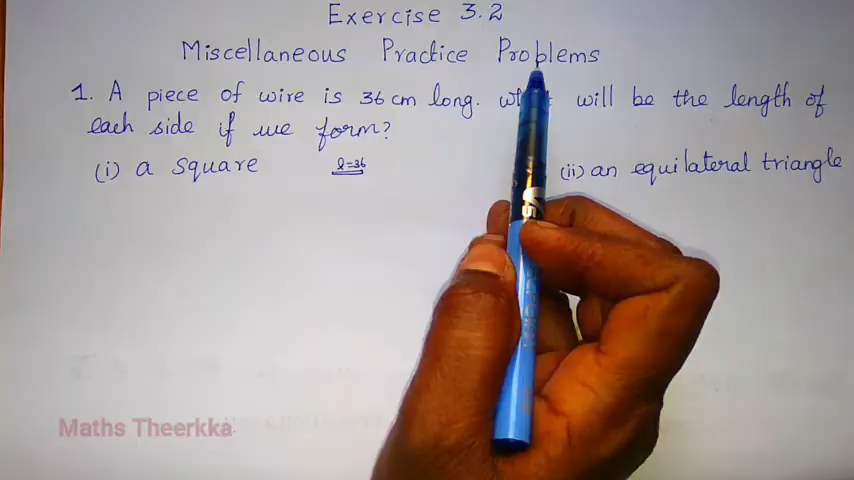 Exercise 3.2
Miscellaneous Practice Problems
1. A piece of wire is 36 cm long. will be the length of
each side if we form?
(i) a square l=36 (ii) an equilateral triangle
Maths Theerkka